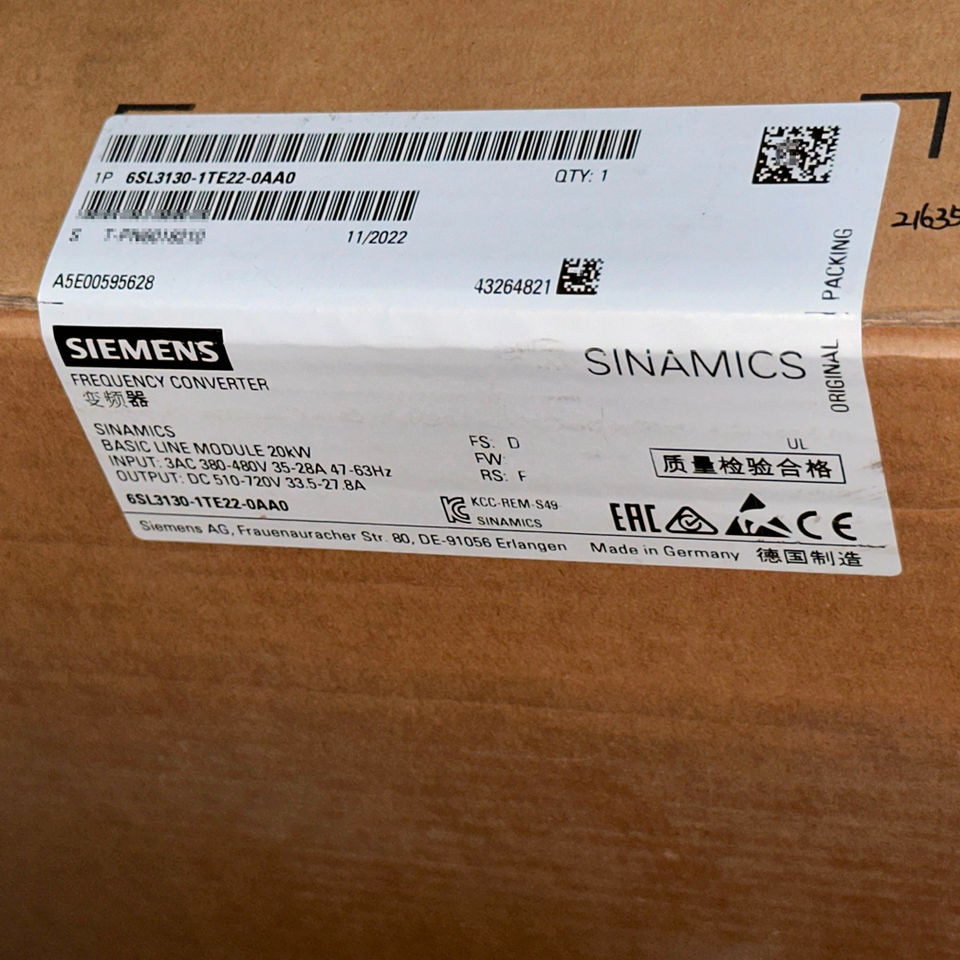 1P 6SL3130-1TE22-0AA0
QTY: 1
S
11/2022
A5E00595628
43264821
ORIGINAL PACKING
21635
SIEMENS
SINAMICS
FREQUENCY CONVERTER
变频器
SINAMICS
BASIC LINE MODULE 20kW
INPUT: 3AC 380-480V 35-28A 47-63Hz
OUTPUT: DC 510-720V 33.5-27.8A
6SL3130-1TE22-0AA0
FS: D
FW:
RS: F
UL
质量检验合格
KCC-REM-S49
SINAMICS
EAC
CE
Siemens AG, Frauenauracher Str. 80, DE-91056 Erlangen
Made in Germany 德国制造